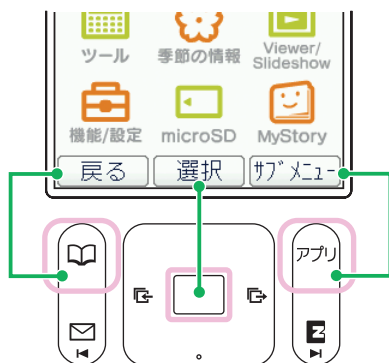 ツール
季節の情報
Viewer/
Slideshow
機能/設定
microSD
MyStory
戻る
選択
サブメニュー
アプリ
Z